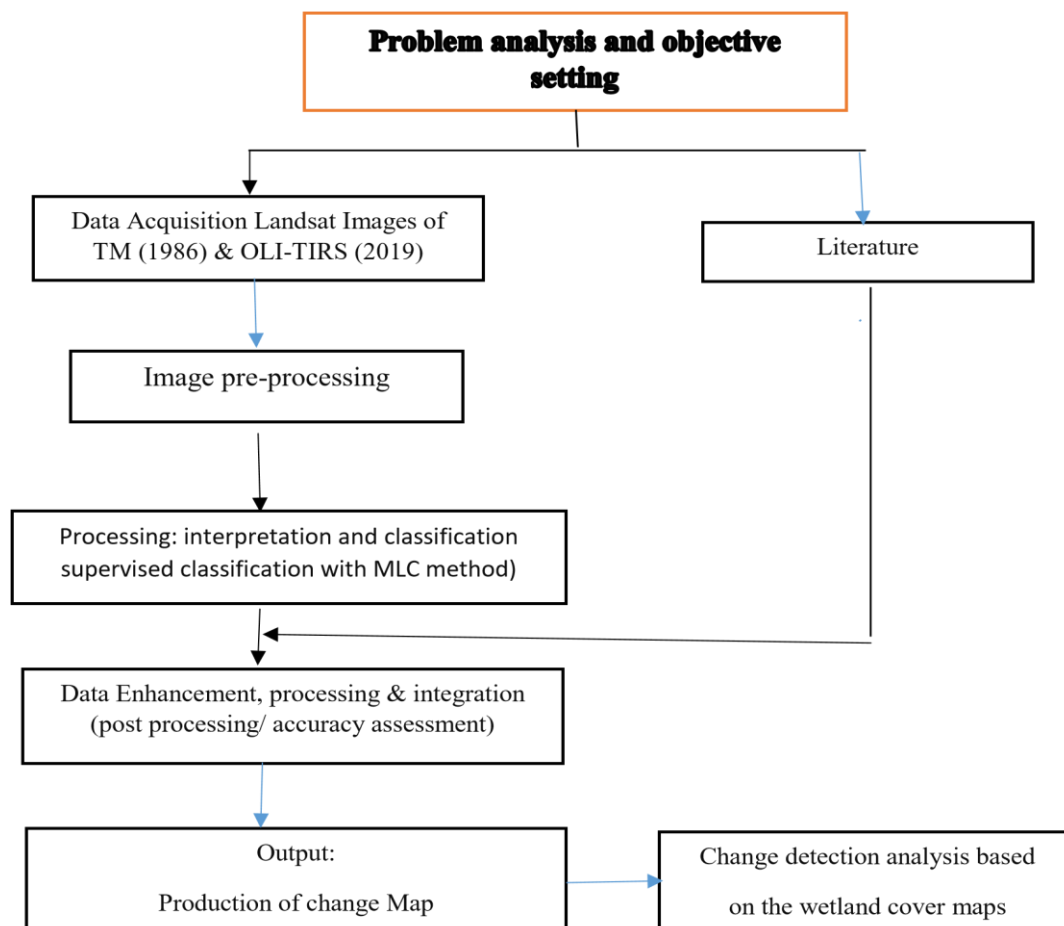 Problem analysis and objective
setting
Data Acquisition Landsat Images of
TM (1986) & OLI-TIRS (2019)
Literature
Image pre-processing
Processing: interpretation and classification
supervised classification with MLC method)
Data Enhancement, processing & integration
(post processing/ accuracy assessment)
Output:
Production of change Map
Change detection analysis based
on the wetland cover maps